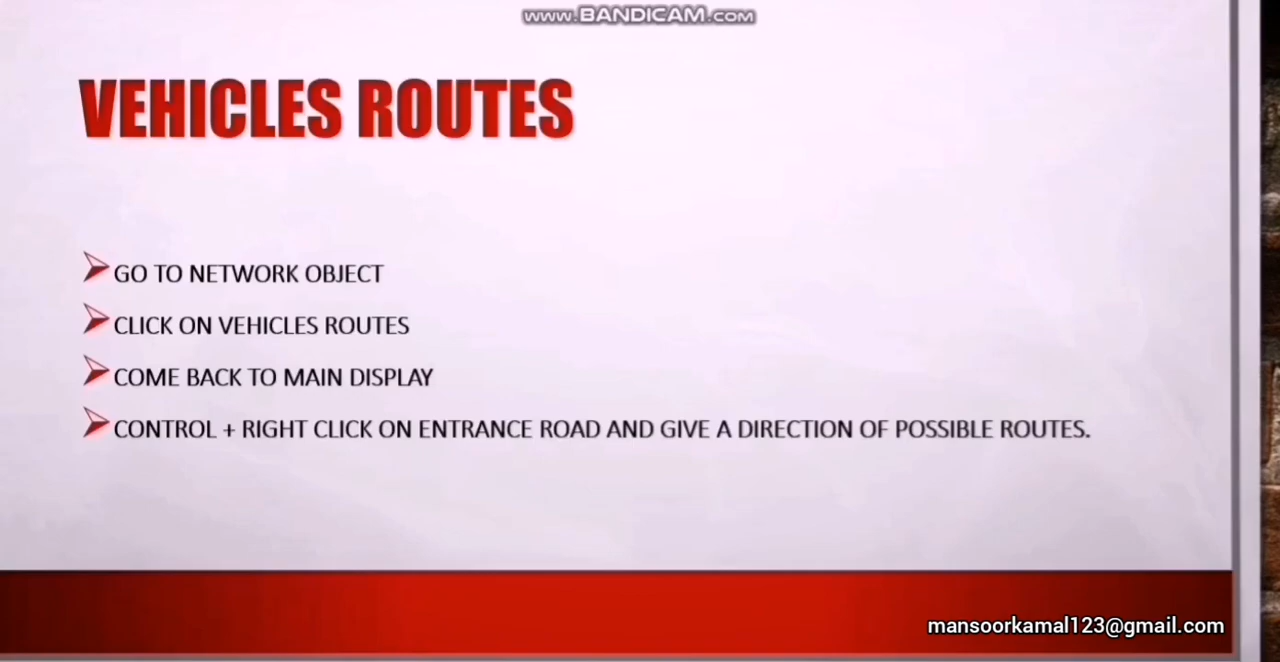 www.BANDICAM.com
VEHICLES ROUTES
GO TO NETWORK OBJECT
CLICK ON VEHICLES ROUTES
COME BACK TO MAIN DISPLAY
CONTROL + RIGHT CLICK ON ENTRANCE ROAD AND GIVE A DIRECTION OF POSSIBLE ROUTES.
mansoorkamal123@gmail.com